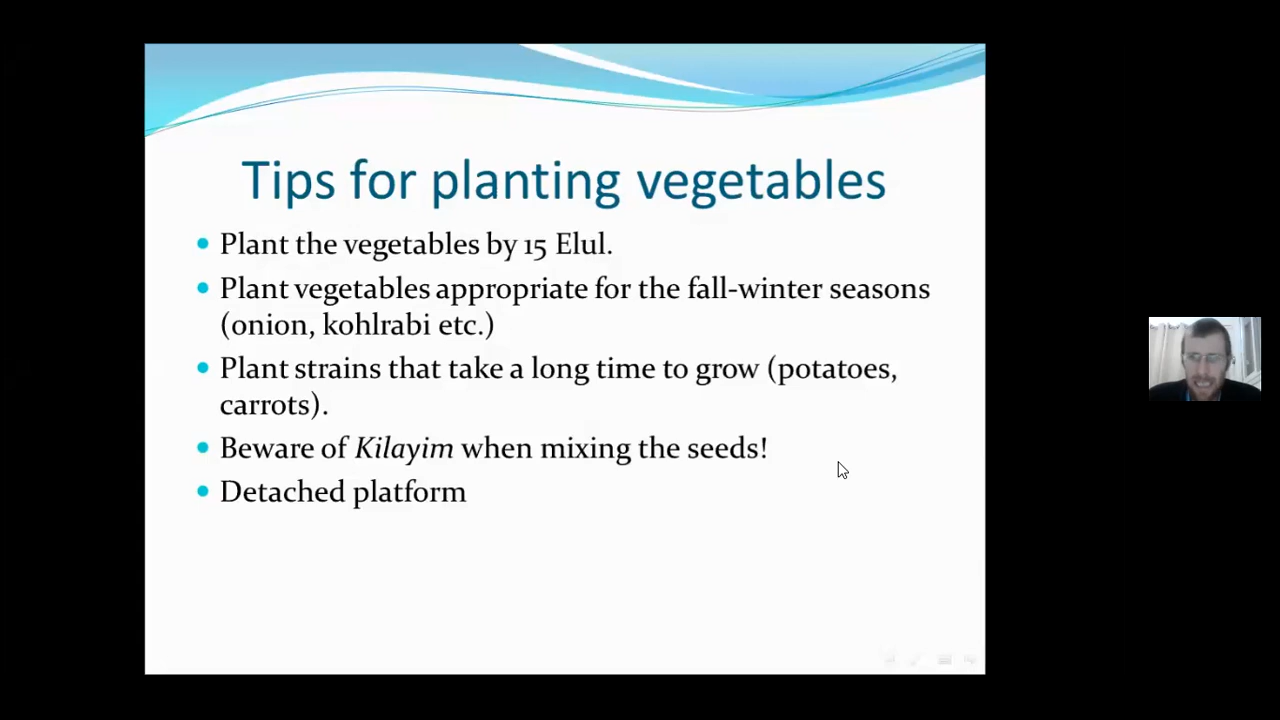 Tips for planting vegetables
Plant the vegetables by 15 Elul.
Plant vegetables appropriate for the fall-winter seasons
(onion, kohlrabi etc.)
Plant strains that take a long time to grow (potatoes,
carrots).
Beware of Kilayim when mixing the seeds!
Detached platform